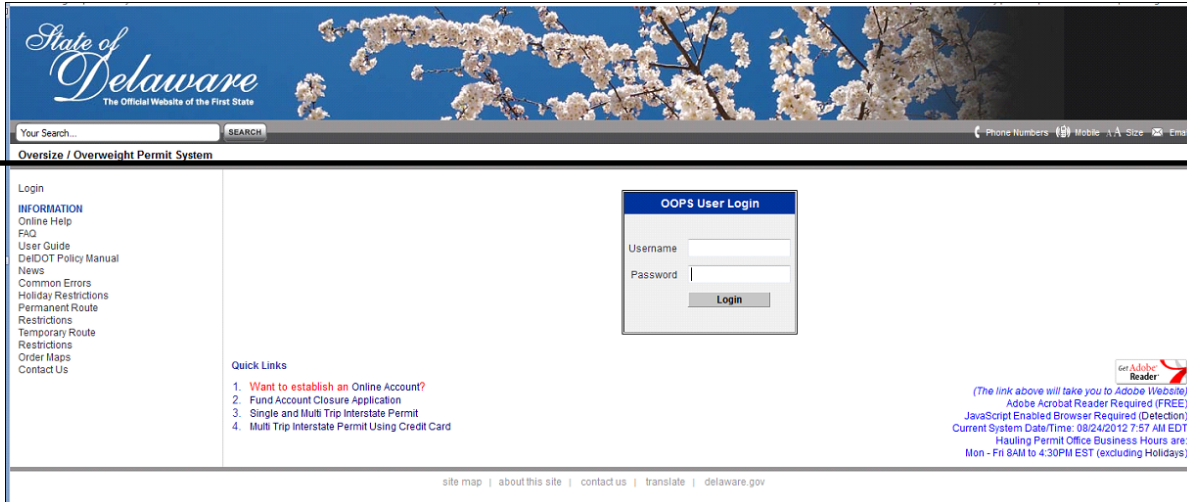 State of
Delaware
The Official Website of the First State
Your Search...
SEARCH
Phone Numbers Mobile AA Size Emai
Oversize / Overweight Permit System
Login
INFORMATION
Online Help
FAQ
User Guide
DelDOT Policy Manual
News
Common Errors
Holiday Restrictions
Permanent Route
Restrictions
Temporary Route
Restrictions
Order Maps
Contact Us
OOPS User Login
Username
Password
Login
Quick Links
1. Want to establish an Online Account?
2. Fund Account Closure Application
3. Single and Multi Trip Interstate Permit
4. Multi Trip Interstate Permit Using Credit Card
Get Adobe
Reader
(The link above will take you to Adobe Website)
Adobe Acrobat Reader Required (FREE)
JavaScript Enabled Browser Required (Detection)
Current System Date/Time: 08/24/2012 7:57 AM EDT
Hauling Permit Office Business Hours are:
Mon - Fri 8AM to 4:30PM EST (excluding Holidays)
site map | about this site | contact us | translate | delaware.gov